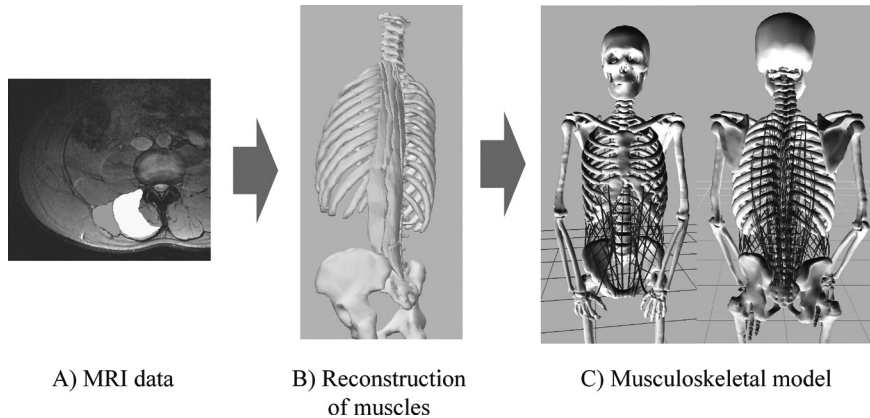 A) MRI data
B) Reconstruction
of muscles
C) Musculoskeletal model